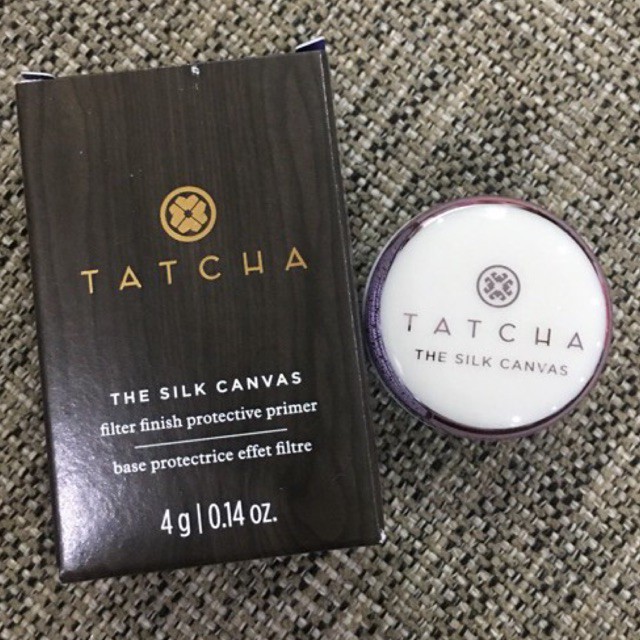 TATCHA
THE SILK CANVAS
filter finish protective primer
base protectrice effet filtre
4 g | 0.14 oz.
TATCHA
THE SILK CANVAS